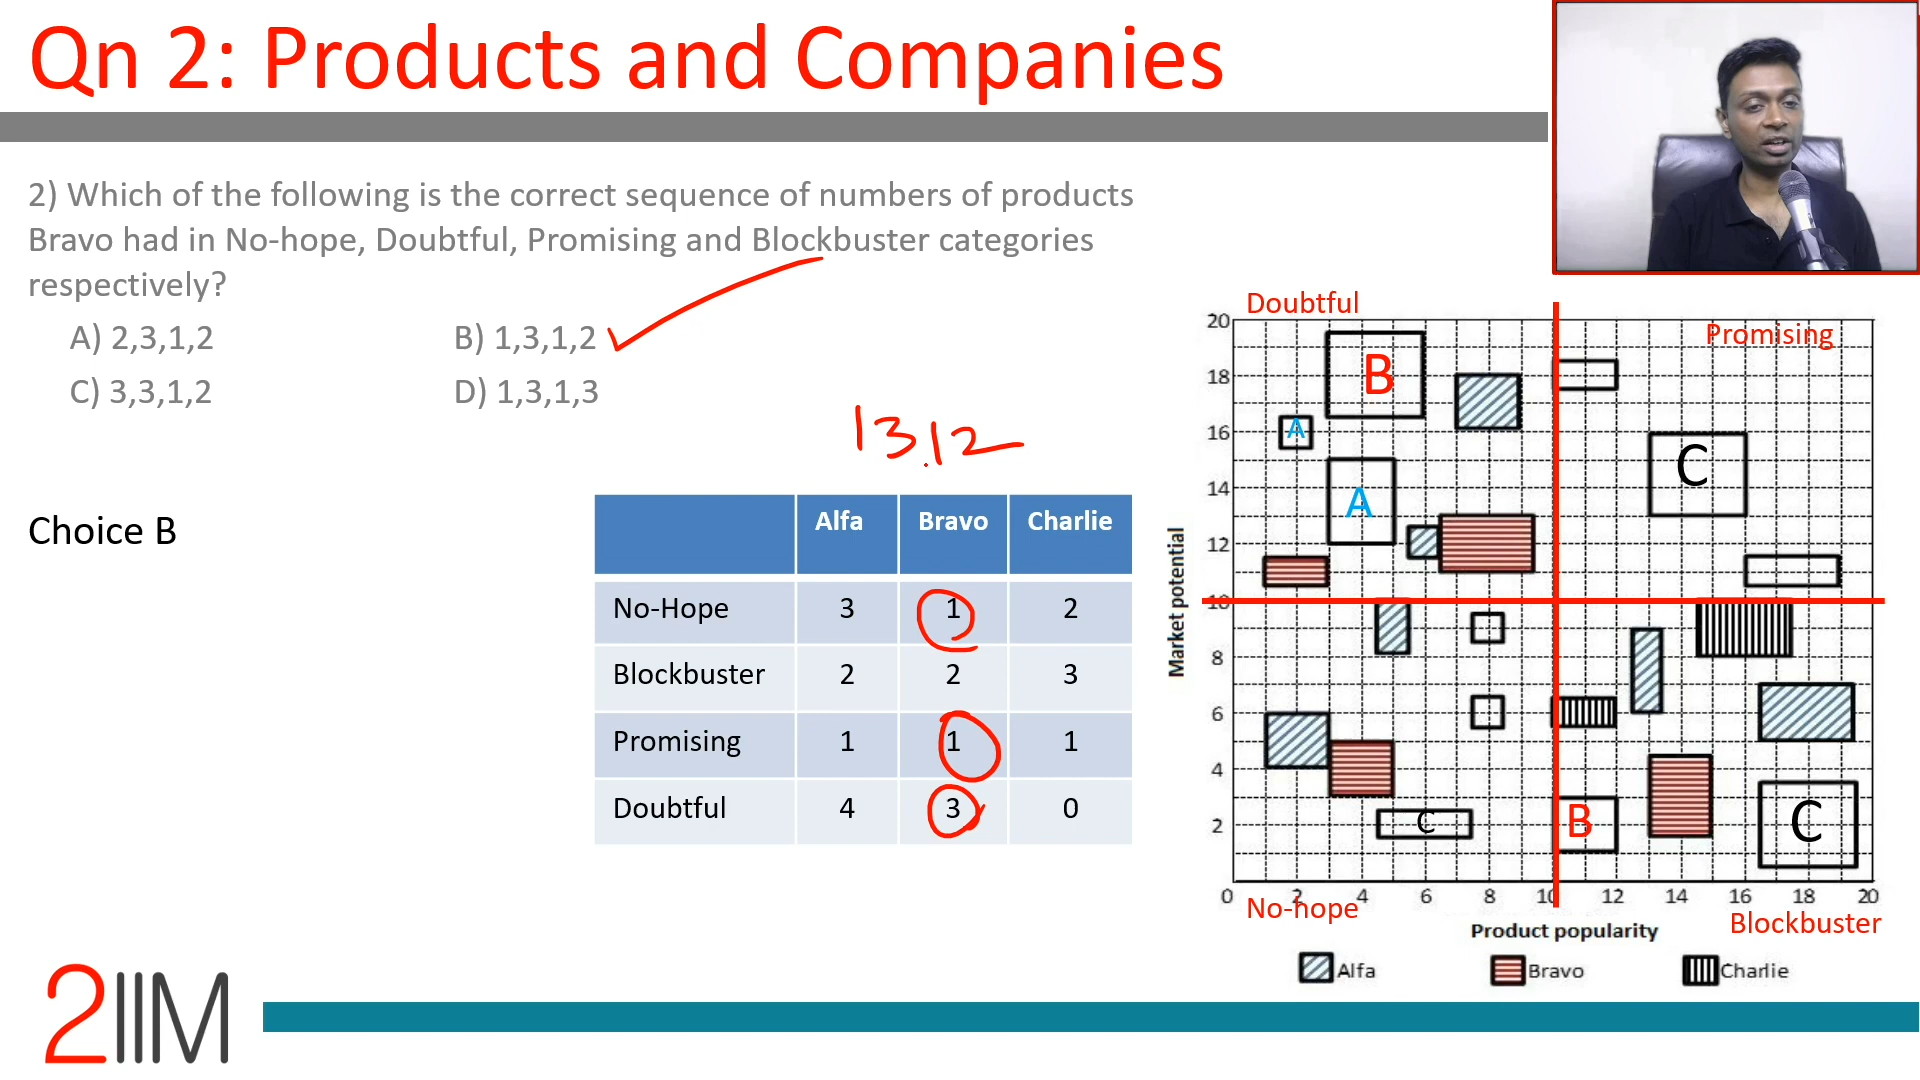 Qn 2: Products and Companies
2) Which of the following is the correct sequence of numbers of products
Bravo had in No-hope, Doubtful, Promising and Blockbuster categories
respectively?
A) 2,3,1,2 B) 1,3,1,2
C) 3,3,1,2 D) 1,3,1,3
1312
Choice B
Alfa Bravo Charlie
No-Hope 3 1 2
Blockbuster 2 2 3
Promising 1 1 1
Doubtful 4 3 0
Doubtful
Promising
Market potential
20
18
16
14
12
10
8
6
4
2
B
A
A
C
C
B
C
0 2 4 6 8 10 12 14 16 18 20
No-hope
Blockbuster
Product popularity
Alfa Bravo Charlie
2IIM